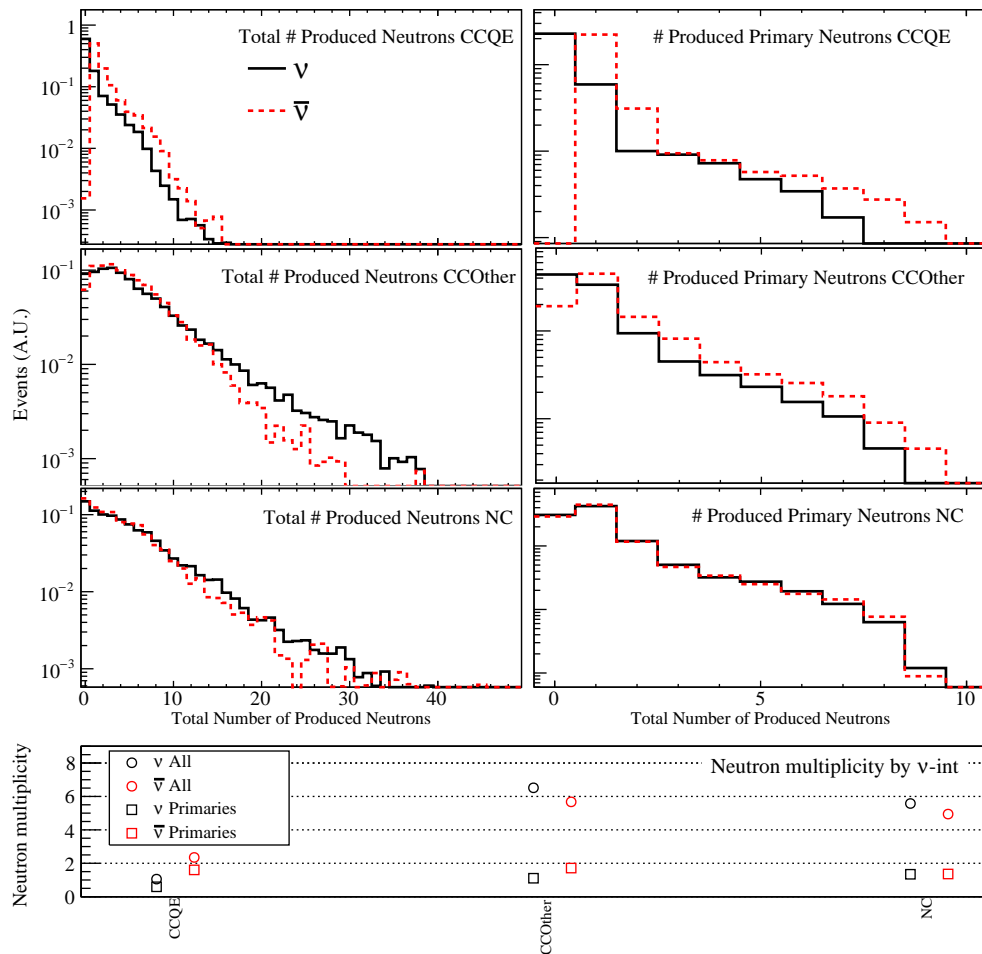 Total # Produced Neutrons CCQE
ν
ν̅
1
10⁻¹
10⁻²
10⁻³
# Produced Primary Neutrons CCQE
Total # Produced Neutrons CCOther
10⁻¹
10⁻²
10⁻³
Events (A.U.)
# Produced Primary Neutrons CCOther
Total # Produced Neutrons NC
10⁻¹
10⁻²
10⁻³
0 10 20 30 40
Total Number of Produced Neutrons
# Produced Primary Neutrons NC
0 5 10
Total Number of Produced Neutrons
Neutron multiplicity by ν-int
ν All
ν̅ All
ν Primaries
ν̅ Primaries
Neutron multiplicity
8
6
4
2
0
CCQE
CCOther
NC